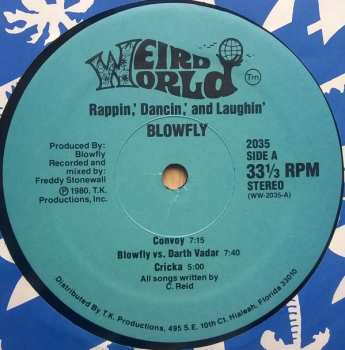 WEIRD
WORLD
Tm
Rappin,' Dancin,' and Laughin'
BLOWFLY
Produced By:
Blowfly
Recorded and
mixed by:
Freddy Stonewall
℗ 1980, T.K.
Productions, Inc.
2035
SIDE A
33⅓ RPM
STEREO
(WW-2035-A)
Convoy 7:15
Blowfly vs. Darth Vadar 7:40
Cricka 5:00
All songs written by
C. Reid
Distributed By T.K. Productions, 495 S.E. 10th Ct. Hialeah, Florida 33010